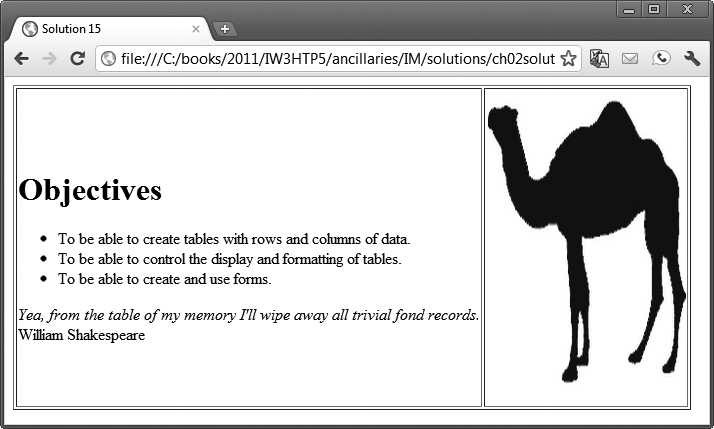 Solution 15
file:///C:/books/2011/IW3HTP5/ancillaries/IM/solutions/ch02solut
Objectives
To be able to create tables with rows and columns of data.
To be able to control the display and formatting of tables.
To be able to create and use forms.
Yea, from the table of my memory I'll wipe away all trivial fond records.
William Shakespeare